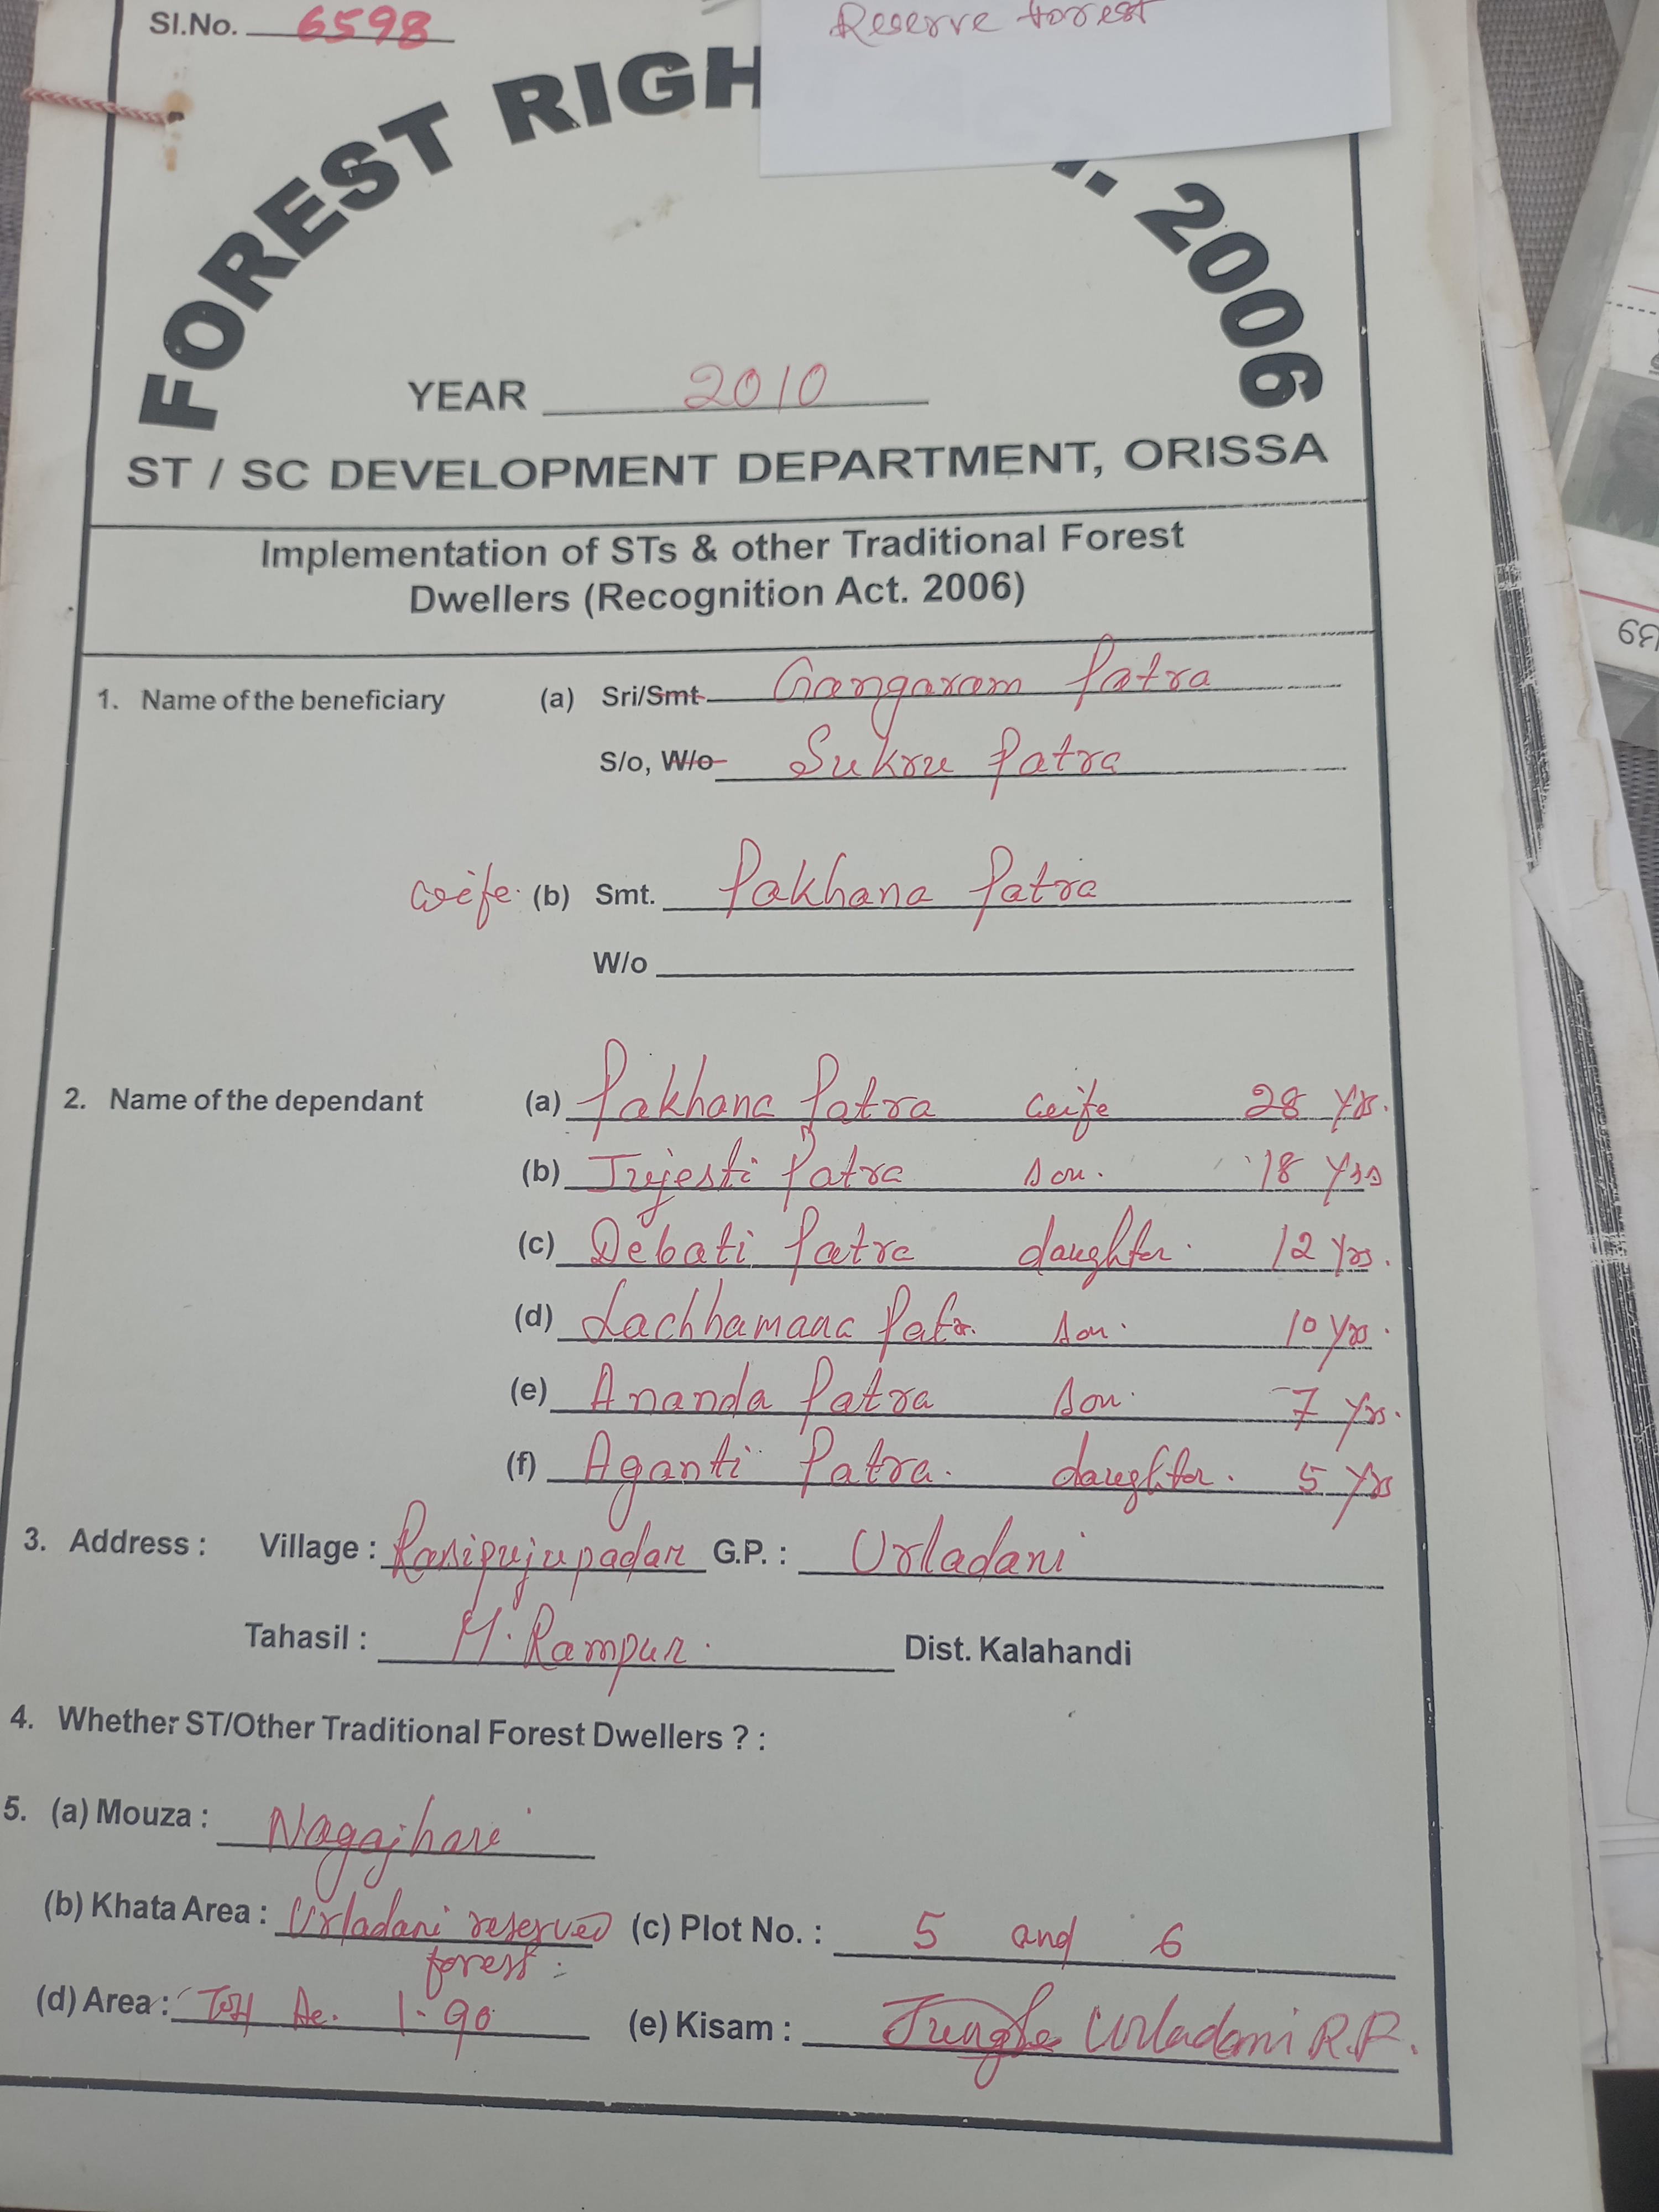 Sl.No. 6598
Reserve forest
FOREST RIGH . 2006
YEAR 2010
ST / SC DEVELOPMENT DEPARTMENT, ORISSA
Implementation of STs & other Traditional Forest
Dwellers (Recognition Act. 2006)
1. Name of the beneficiary (a) Sri/Smt. Gangaram Patra
S/o, W/o Sukru Patra
wife. (b) Smt. Pakhana Patra
W/o
2. Name of the dependant (a) Pakhana Patra wife 28 yrs.
(b) Jujesti Patra son. 18 yrs
(c) Debati Patra daughter. 12 yrs.
(d) Lachhamana Patr. son. 10 yrs.
(e) Ananda Patra son. 7 yrs.
(f) Aganti Patra. daughter. 5 yrs
3. Address : Village : Ranipujupadar G.P. : Urladani
Tahasil : M. Rampur. Dist. Kalahandi
4. Whether ST/Other Traditional Forest Dwellers ? :
5. (a) Mouza : Nagajhari
(b) Khata Area : Urladani reserved (c) Plot No. : 5 and 6
forest
(d) Area : Ac. 1.90 (e) Kisam : Jungle Urladani R.F.